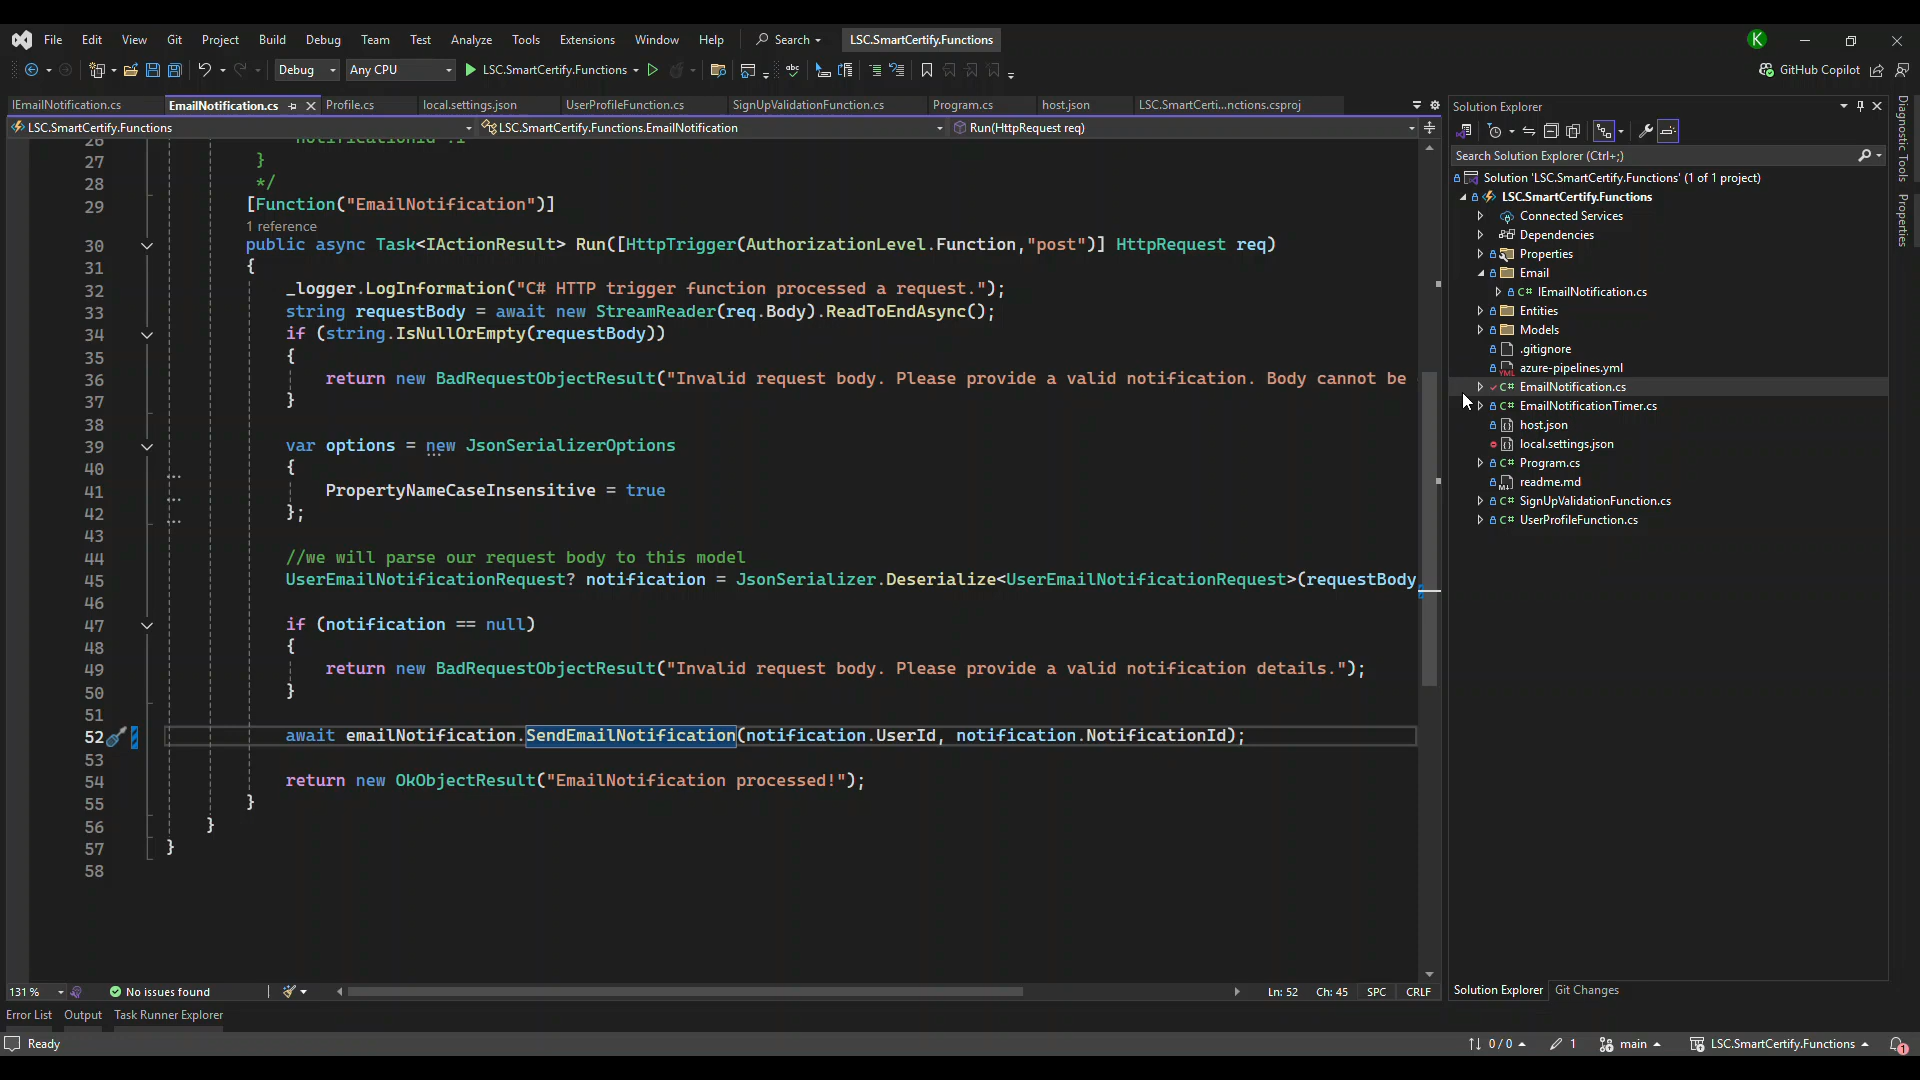 File Edit View Git Project Build Debug Team Test Analyze Tools Extensions Window Help Search LSC.SmartCertify.Functions K
Debug Any CPU LSC.SmartCertify.Functions GitHub Copilot
IEmailNotification.cs EmailNotification.cs Profile.cs local.settings.json UserProfileFunction.cs SignUpValidationFunction.cs Program.cs host.json LSC.SmartCerti...nctions.csproj
LSC.SmartCertify.Functions LSC.SmartCertify.Functions.EmailNotification Run(HttpRequest req)
27 }
28 */
29 [Function("EmailNotification")]
1 reference
30 public async Task<IActionResult> Run([HttpTrigger(AuthorizationLevel.Function,"post")] HttpRequest req)
31 {
32 _logger.LogInformation("C# HTTP trigger function processed a request.");
33 string requestBody = await new StreamReader(req.Body).ReadToEndAsync();
34 if (string.IsNullOrEmpty(requestBody))
35 {
36 return new BadRequestObjectResult("Invalid request body. Please provide a valid notification. Body cannot be
37 }
38
39 var options = new JsonSerializerOptions
40 {
41 PropertyNameCaseInsensitive = true
42 };
43
44 //we will parse our request body to this model
45 UserEmailNotificationRequest? notification = JsonSerializer.Deserialize<UserEmailNotificationRequest>(requestBody
46
47 if (notification == null)
48 {
49 return new BadRequestObjectResult("Invalid request body. Please provide a valid notification details.");
50 }
51
52 await emailNotification.SendEmailNotification(notification.UserId, notification.NotificationId);
53
54 return new OkObjectResult("EmailNotification processed!");
55 }
56 }
57 }
58
131 % No issues found Ln: 52 Ch: 45 SPC CRLF
Error List Output Task Runner Explorer
Solution Explorer
Search Solution Explorer (Ctrl+;)
Solution 'LSC.SmartCertify.Functions' (1 of 1 project)
LSC.SmartCertify.Functions
Connected Services
Dependencies
Properties
Email
C# IEmailNotification.cs
Entities
Models
.gitignore
YML azure-pipelines.yml
C# EmailNotification.cs
C# EmailNotificationTimer.cs
host.json
local.settings.json
C# Program.cs
readme.md
C# SignUpValidationFunction.cs
C# UserProfileFunction.cs
Solution Explorer Git Changes
Diagnostic Tools
Properties
Ready 0 / 0 1 main LSC.SmartCertify.Functions 1